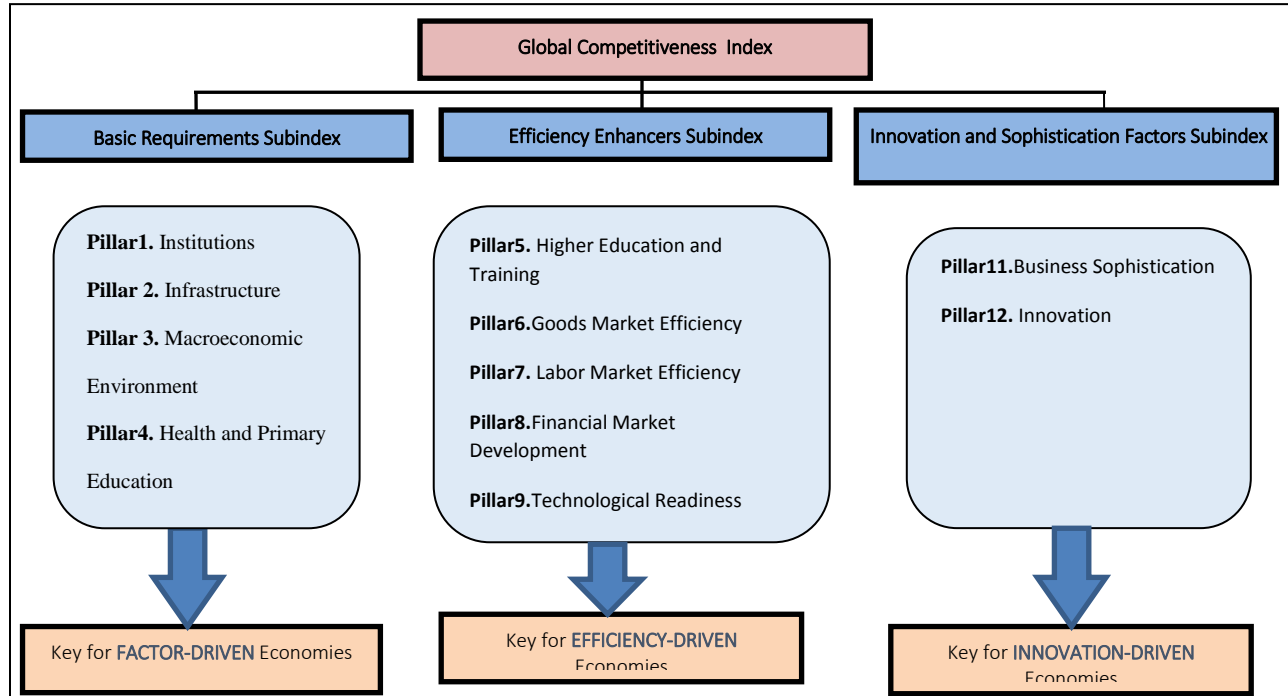 Global Competitiveness Index
Basic Requirements Subindex
Efficiency Enhancers Subindex
Innovation and Sophistication Factors Subindex
Pillar1. Institutions
Pillar 2. Infrastructure
Pillar 3. Macroeconomic
Environment
Pillar4. Health and Primary
Education
Pillar5. Higher Education and
Training
Pillar6.Goods Market Efficiency
Pillar7. Labor Market Efficiency
Pillar8.Financial Market
Development
Pillar9.Technological Readiness
Pillar11.Business Sophistication
Pillar12. Innovation
Key for FACTOR-DRIVEN Economies
Key for EFFICIENCY-DRIVEN
Economies
Key for INNOVATION-DRIVEN
Economies